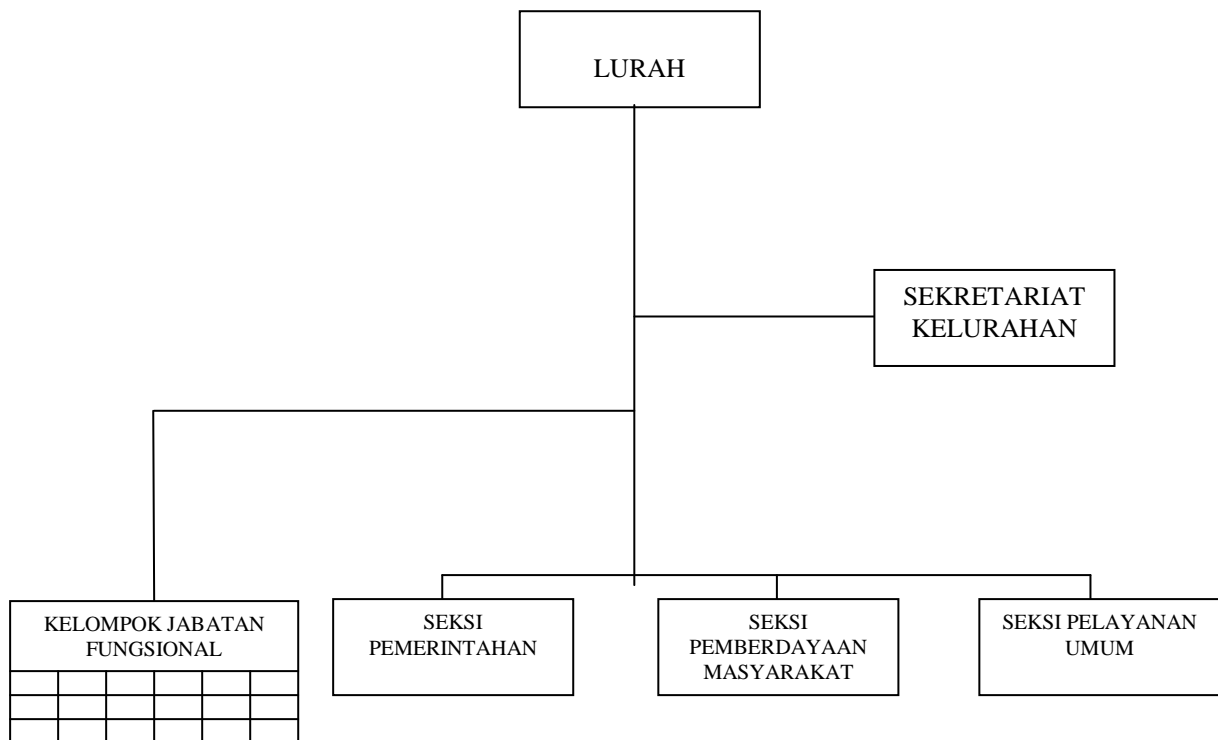 LURAH
SEKRETARIAT
KELURAHAN
KELOMPOK JABATAN
FUNGSIONAL
SEKSI
PEMERINTAHAN
SEKSI
PEMBERDAYAAN
MASYARAKAT
SEKSI PELAYANAN
UMUM